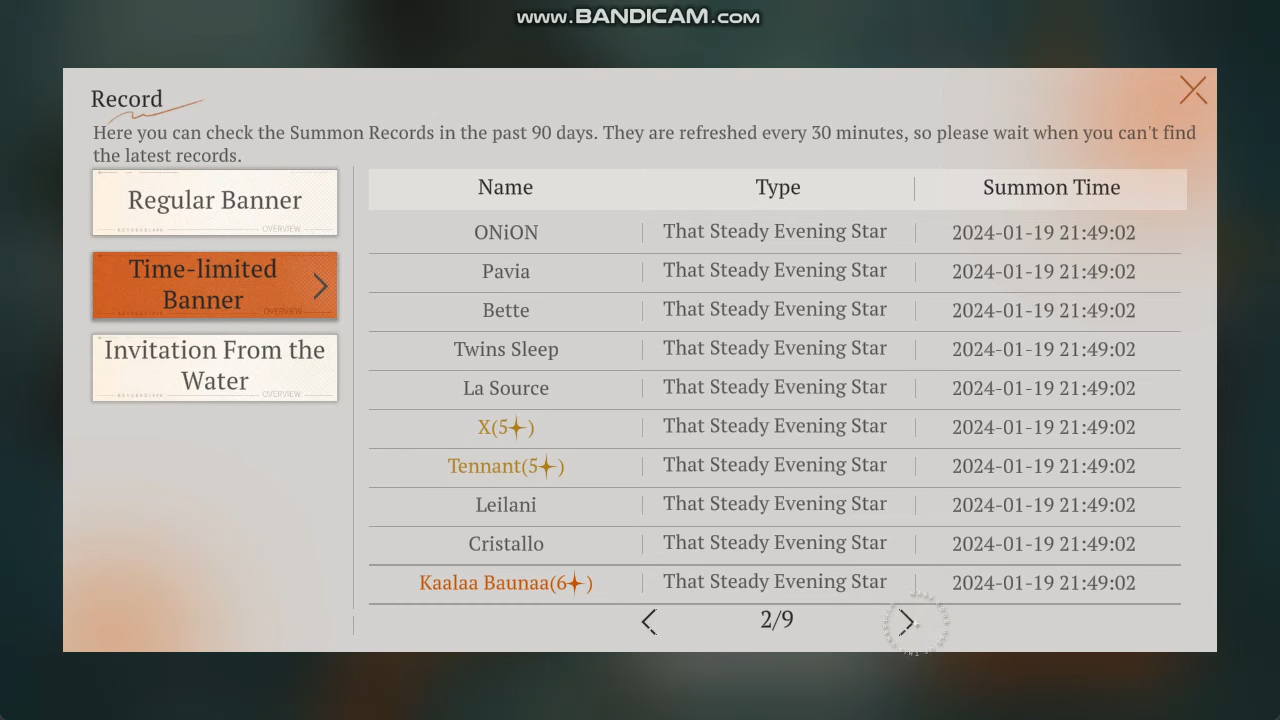 www.BANDICAM.com
Record
Here you can check the Summon Records in the past 90 days. They are refreshed every 30 minutes, so please wait when you can't find
the latest records.
Regular Banner
OVERVIEW
Time-limited
Banner
OVERVIEW
Invitation From the
Water
OVERVIEW
Name Type Summon Time
ONiON That Steady Evening Star 2024-01-19 21:49:02
Pavia That Steady Evening Star 2024-01-19 21:49:02
Bette That Steady Evening Star 2024-01-19 21:49:02
Twins Sleep That Steady Evening Star 2024-01-19 21:49:02
La Source That Steady Evening Star 2024-01-19 21:49:02
X(5✦) That Steady Evening Star 2024-01-19 21:49:02
Tennant(5✦) That Steady Evening Star 2024-01-19 21:49:02
Leilani That Steady Evening Star 2024-01-19 21:49:02
Cristallo That Steady Evening Star 2024-01-19 21:49:02
Kaalaa Baunaa(6✦) That Steady Evening Star 2024-01-19 21:49:02
2/9